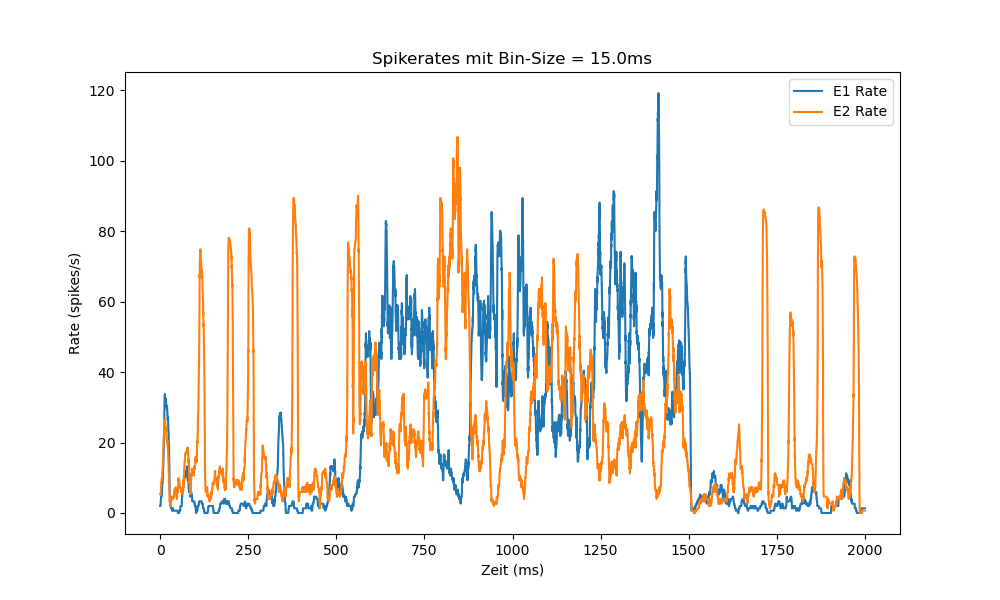 Spikerates mit Bin-Size = 15.0ms
E1 Rate
E2 Rate
Rate (spikes/s)
120
100
80
60
40
20
0
0 250 500 750 1000 1250 1500 1750 2000
Zeit (ms)